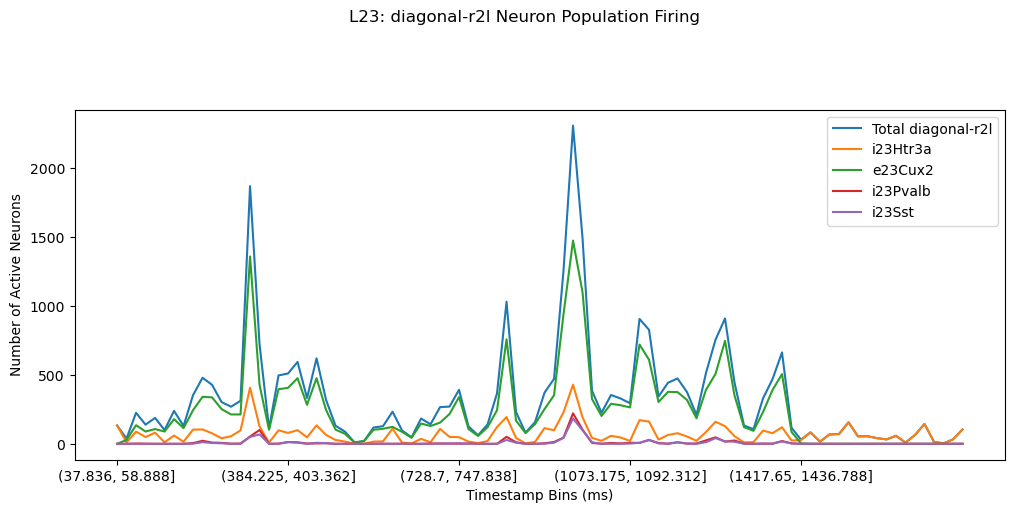 L23: diagonal-r2l Neuron Population Firing
Total diagonal-r2l
i23Htr3a
e23Cux2
i23Pvalb
i23Sst
Number of Active Neurons
2000
1500
1000
500
0
(37.836, 58.888]
(384.225, 403.362]
(728.7, 747.838]
(1073.175, 1092.312]
(1417.65, 1436.788]
Timestamp Bins (ms)